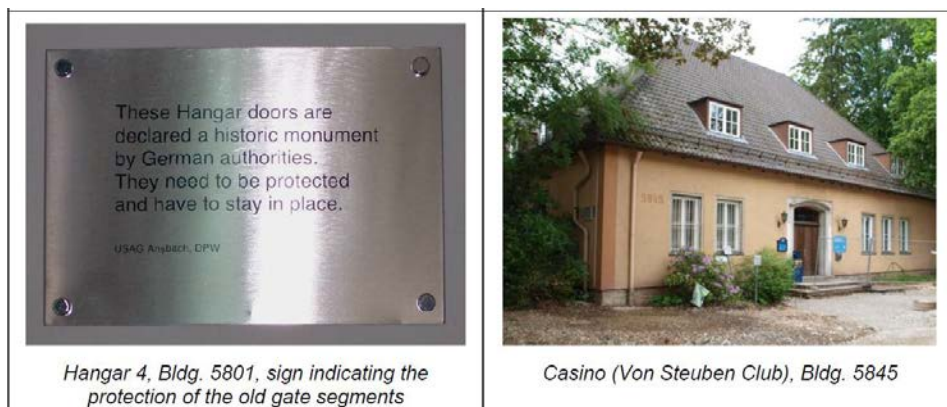 These Hangar doors are
declared a historic monument
by German authorities.
They need to be protected
and have to stay in place.
USAG Ansbach, DPW
Hangar 4, Bldg. 5801, sign indicating the
protection of the old gate segments
5845
Casino (Von Steuben Club), Bldg. 5845